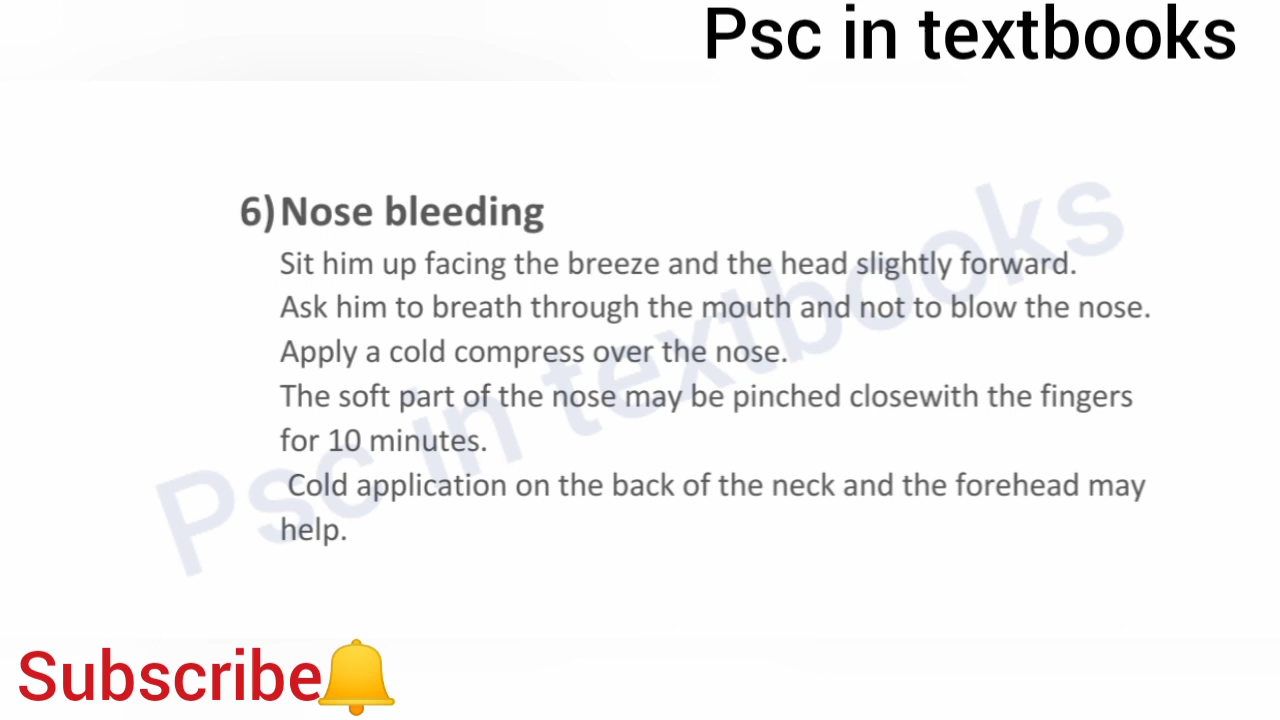 Psc in textbooks
6) Nose bleeding
Sit him up facing the breeze and the head slightly forward.
Ask him to breath through the mouth and not to blow the nose.
Apply a cold compress over the nose.
The soft part of the nose may be pinched closewith the fingers
for 10 minutes.
Cold application on the back of the neck and the forehead may
help.
Psc in textbooks
Subscribe